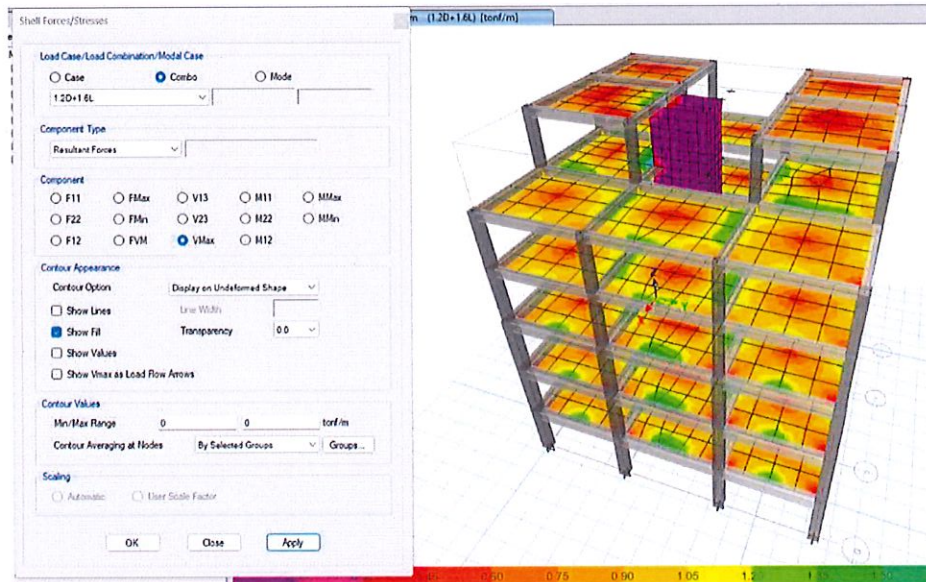 Shell Forces/Stresses
(1.2D+1.6L) [tonf/m]
Load Case/Load Combination/Modal Case
Case Combo Mode
1.2D+1.6L
Component Type
Resultant Forces
Component
F11 FMax V13 M11 MMax
F22 FMin V23 M22 MMin
F12 FVM VMax M12
Contour Appearance
Contour Option Display on Undeformed Shape
Show Lines Line Width
Show Fill Transparency 0.0
Show Values
Show Vmax as Load Flow Arrows
Contour Values
Min/Max Range 0 0 tonf/m
Contour Averaging at Nodes By Selected Groups Groups...
Scaling
Automatic User Scale Factor
OK Close Apply
0.60 0.75 0.90 1.05